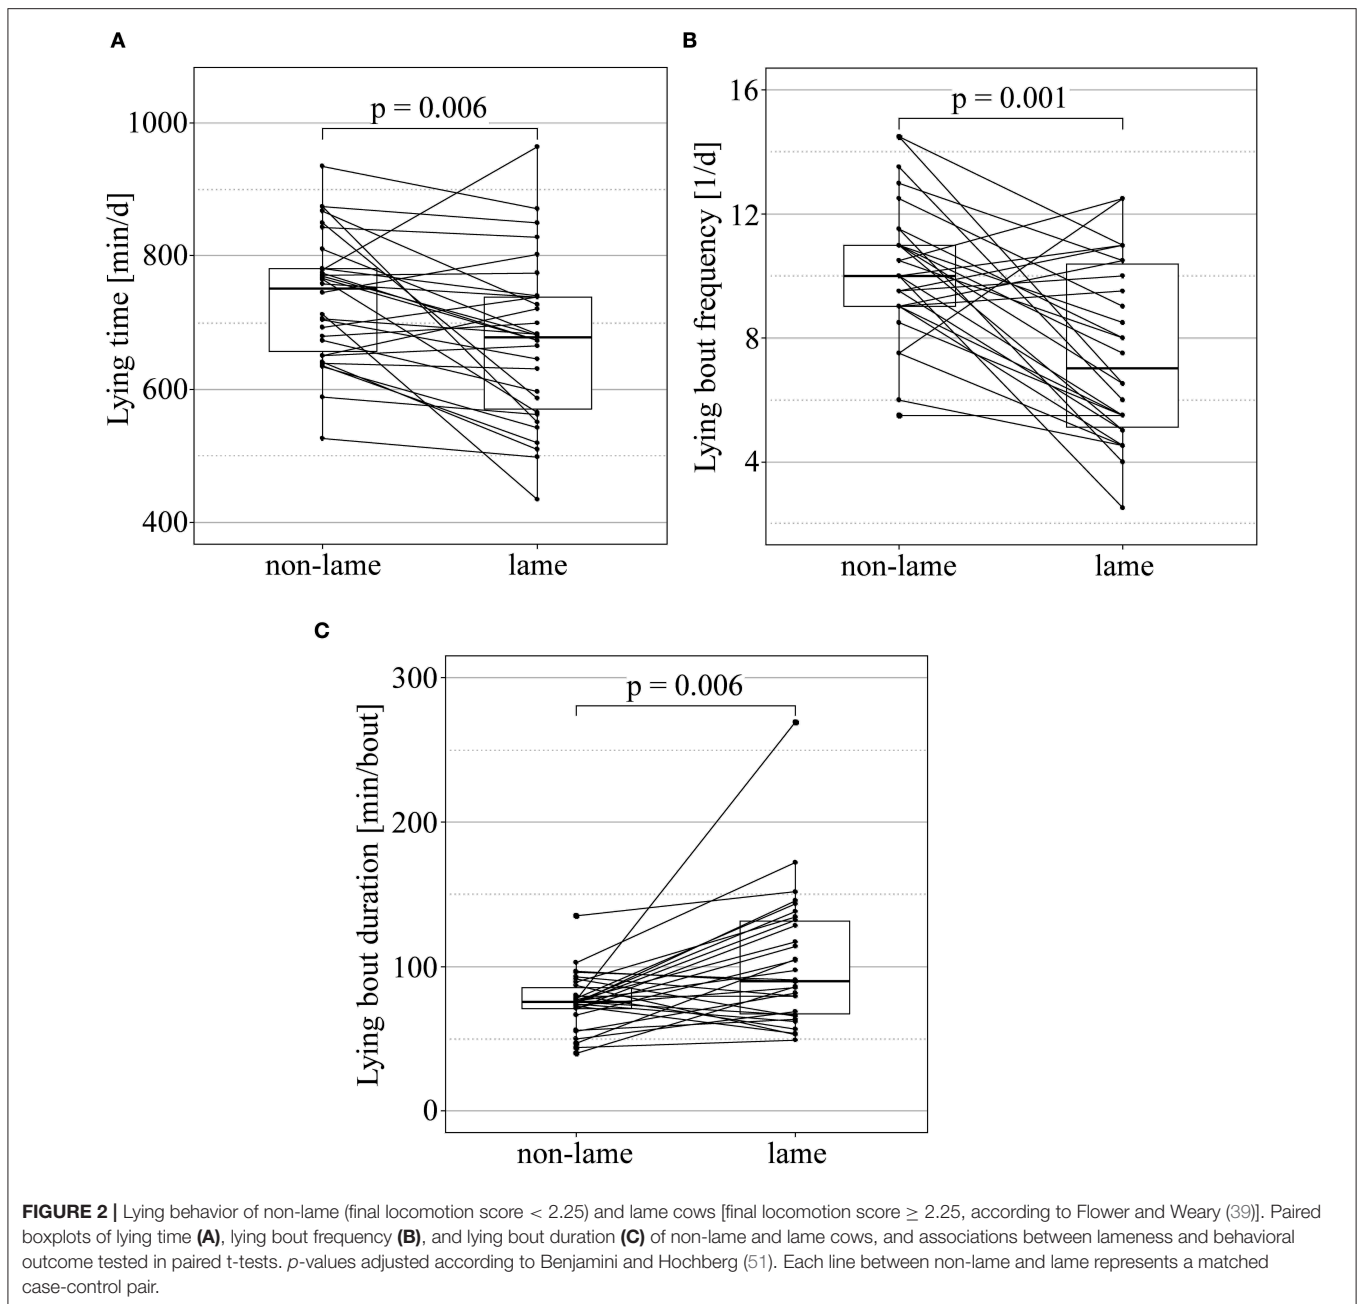 A
B
p = 0.006
p = 0.001
1000
800
600
400
Lying time [min/d]
non-lame
lame
16
12
8
4
Lying bout frequency [1/d]
non-lame
lame
C
p = 0.006
300
200
100
0
Lying bout duration [min/bout]
non-lame
lame
FIGURE 2 | Lying behavior of non-lame (final locomotion score < 2.25) and lame cows [final locomotion score ≥ 2.25, according to Flower and Weary (39)]. Paired
boxplots of lying time (A), lying bout frequency (B), and lying bout duration (C) of non-lame and lame cows, and associations between lameness and behavioral
outcome tested in paired t-tests. p-values adjusted according to Benjamini and Hochberg (51). Each line between non-lame and lame represents a matched
case-control pair.